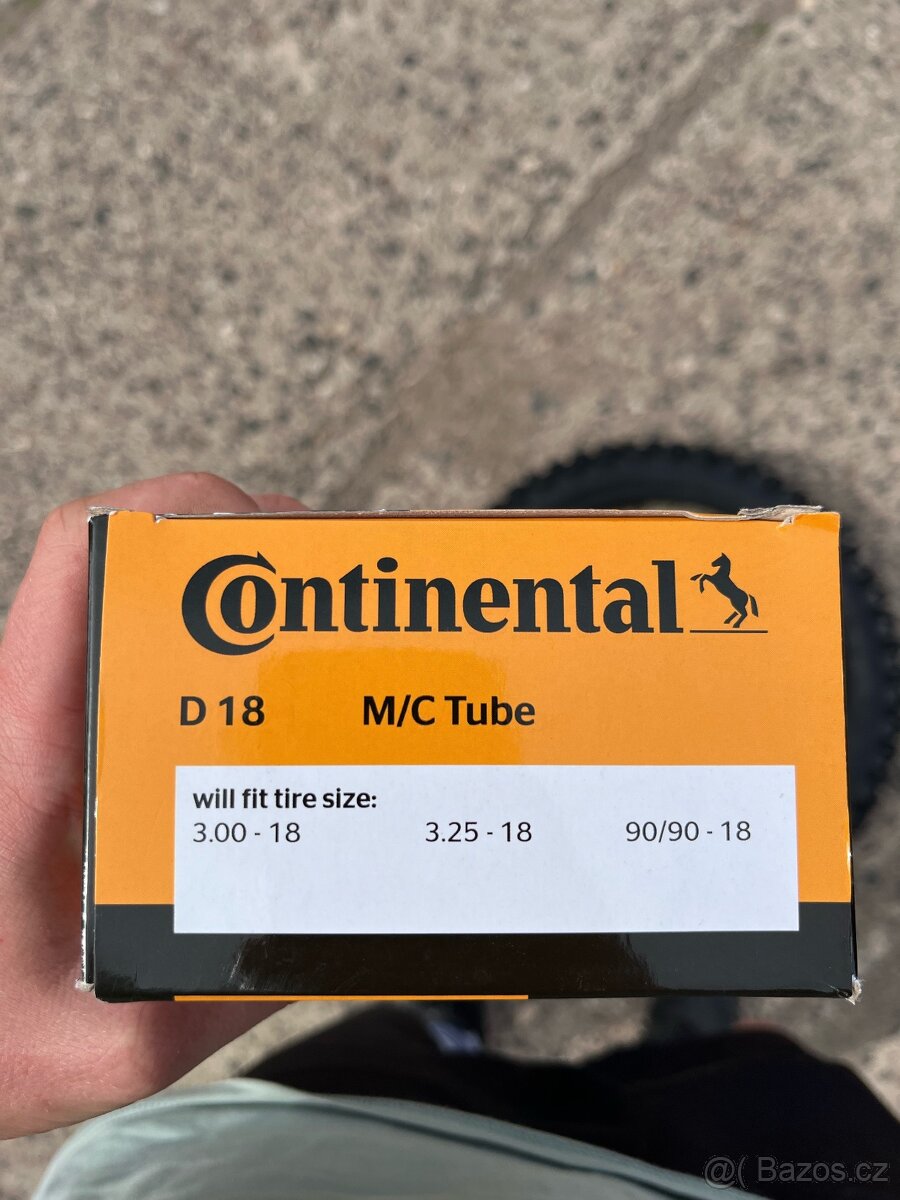 Continental
D 18 M/C Tube
will fit tire size:
3.00 - 18 3.25 - 18 90/90 - 18
@( Bazos.cz